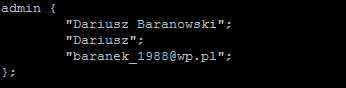 admin {
"Dariusz Baranowski";
"Dariusz";
"baranek_1988@wp.pl";
};